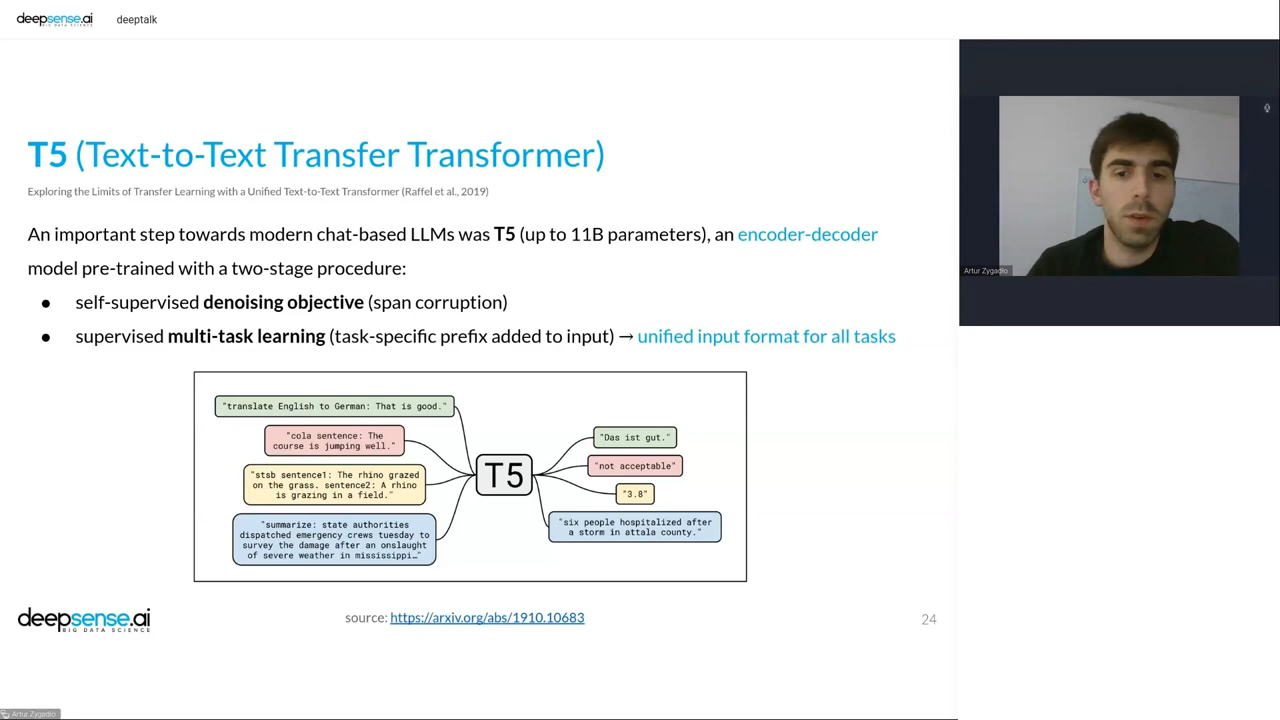 deepsense.ai
BIG DATA SCIENCE
deeptalk
T5 (Text-to-Text Transfer Transformer)
Exploring the Limits of Transfer Learning with a Unified Text-to-Text Transformer (Raffel et al., 2019)
An important step towards modern chat-based LLMs was T5 (up to 11B parameters), an encoder-decoder
model pre-trained with a two-stage procedure:
● self-supervised denoising objective (span corruption)
● supervised multi-task learning (task-specific prefix added to input) → unified input format for all tasks
"translate English to German: That is good."
"cola sentence: The
course is jumping well."
"stsb sentence1: The rhino grazed
on the grass. sentence2: A rhino
is grazing in a field."
"summarize: state authorities
dispatched emergency crews tuesday to
survey the damage after an onslaught
of severe weather in mississippi…"
T5
"Das ist gut."
"not acceptable"
"3.8"
"six people hospitalized after
a storm in attala county."
deepsense.ai
BIG DATA SCIENCE
source: https://arxiv.org/abs/1910.10683
24
Artur Zygadło
Artur Zygadło